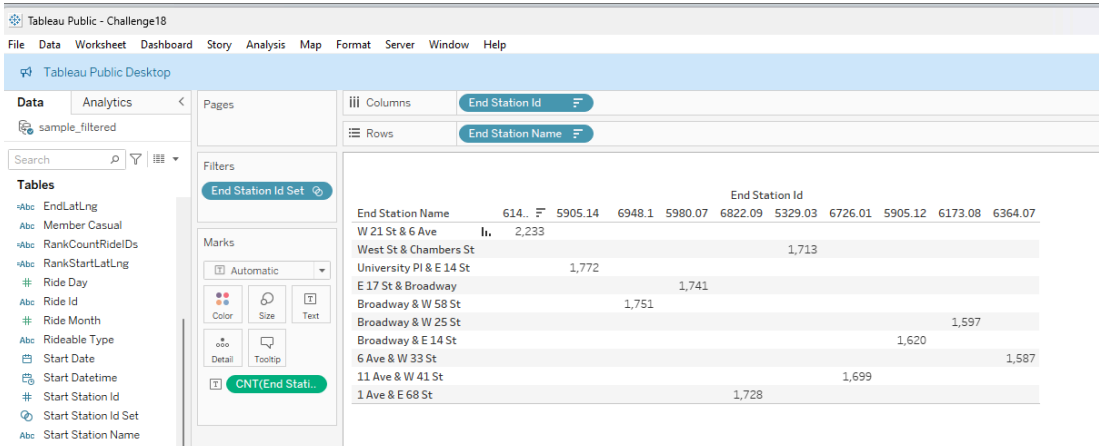 Tableau Public - Challenge18
File Data Worksheet Dashboard Story Analysis Map Format Server Window Help
Tableau Public Desktop
Data Analytics
sample_filtered
Search
Tables
=Abc EndLatLng
Abc Member Casual
=Abc RankCountRideIDs
=Abc RankStartLatLng
# Ride Day
Abc Ride Id
# Ride Month
Abc Rideable Type
Start Date
Start Datetime
# Start Station Id
Start Station Id Set
Abc Start Station Name
Pages
Filters
End Station Id Set
Marks
T Automatic
Color Size Text
Detail Tooltip
T CNT(End Stati..
Columns End Station Id
Rows End Station Name
End Station Id
End Station Name 614.. 5905.14 6948.1 5980.07 6822.09 5329.03 6726.01 5905.12 6173.08 6364.07
W 21 St & 6 Ave 2,233
West St & Chambers St 1,713
University Pl & E 14 St 1,772
E 17 St & Broadway 1,741
Broadway & W 58 St 1,751
Broadway & W 25 St 1,597
Broadway & E 14 St 1,620
6 Ave & W 33 St 1,587
11 Ave & W 41 St 1,699
1 Ave & E 68 St 1,728